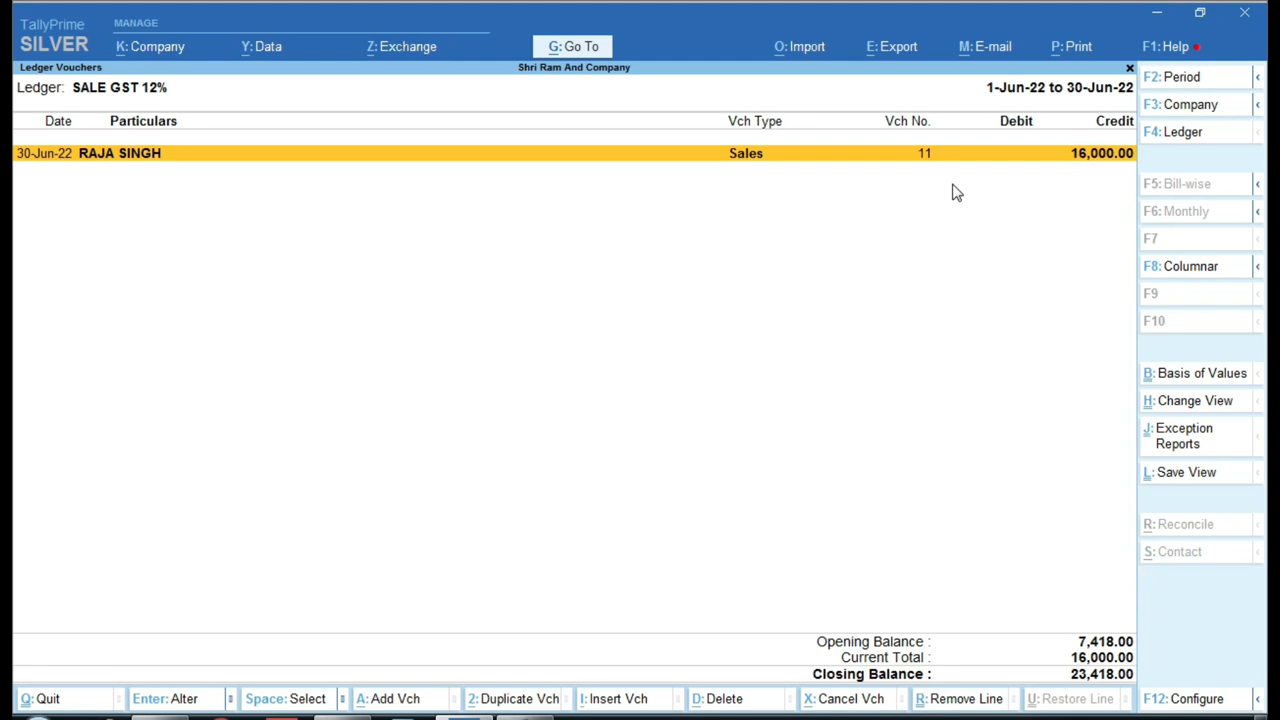 TallyPrime
SILVER
MANAGE
K: Company
Y: Data
Z: Exchange
G: Go To
O: Import
E: Export
M: E-mail
P: Print
F1: Help
Ledger Vouchers
Shri Ram And Company
Ledger: SALE GST 12%
1-Jun-22 to 30-Jun-22
Date Particulars Vch Type Vch No. Debit Credit
30-Jun-22 RAJA SINGH Sales 11 16,000.00
Opening Balance : 7,418.00
Current Total : 16,000.00
Closing Balance : 23,418.00
F2: Period
F3: Company
F4: Ledger
F5: Bill-wise
F6: Monthly
F7
F8: Columnar
F9
F10
B: Basis of Values
H: Change View
J: Exception
Reports
L: Save View
R: Reconcile
S: Contact
Q: Quit
Enter: Alter
Space: Select
A: Add Vch
2: Duplicate Vch
I: Insert Vch
D: Delete
X: Cancel Vch
R: Remove Line
U: Restore Line
F12: Configure